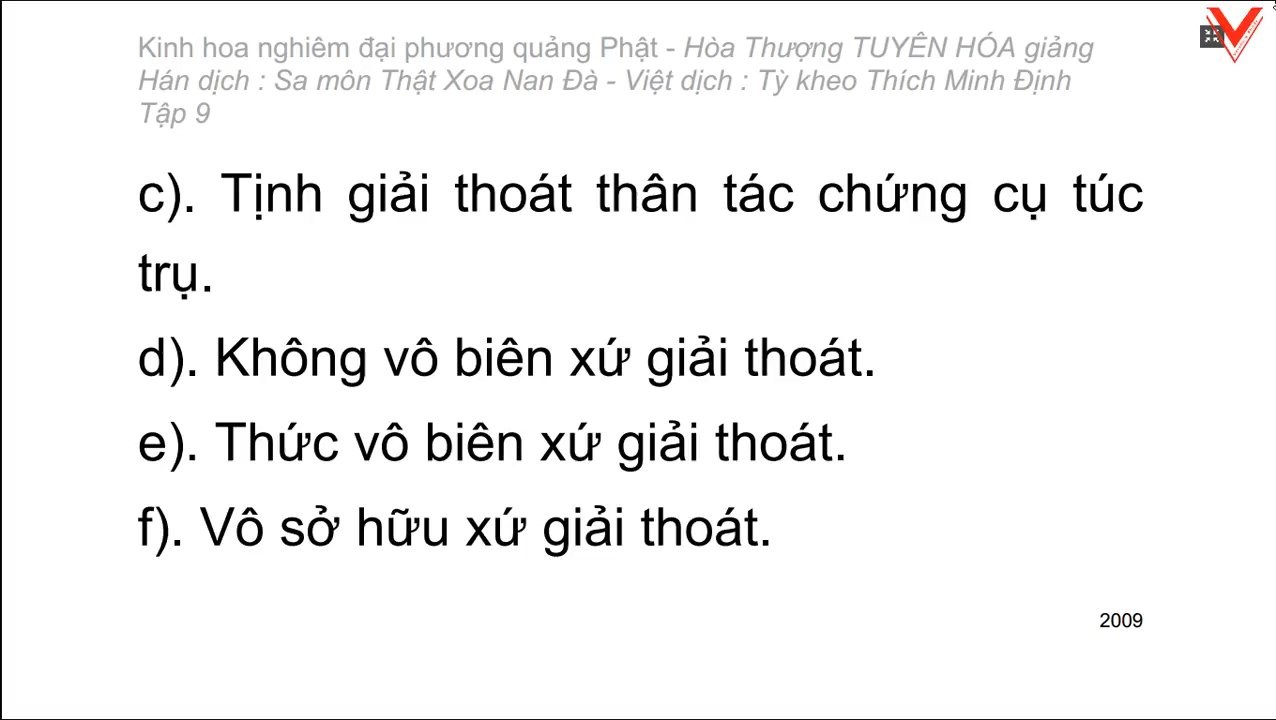 Kinh hoa nghiêm đại phương quảng Phật - Hòa Thượng TUYÊN HÓA giảng
Hán dịch : Sa môn Thật Xoa Nan Đà - Việt dịch : Tỳ kheo Thích Minh Định
Tập 9
c). Tịnh giải thoát thân tác chứng cụ túc
trụ.
d). Không vô biên xứ giải thoát.
e). Thức vô biên xứ giải thoát.
f). Vô sở hữu xứ giải thoát.
2009